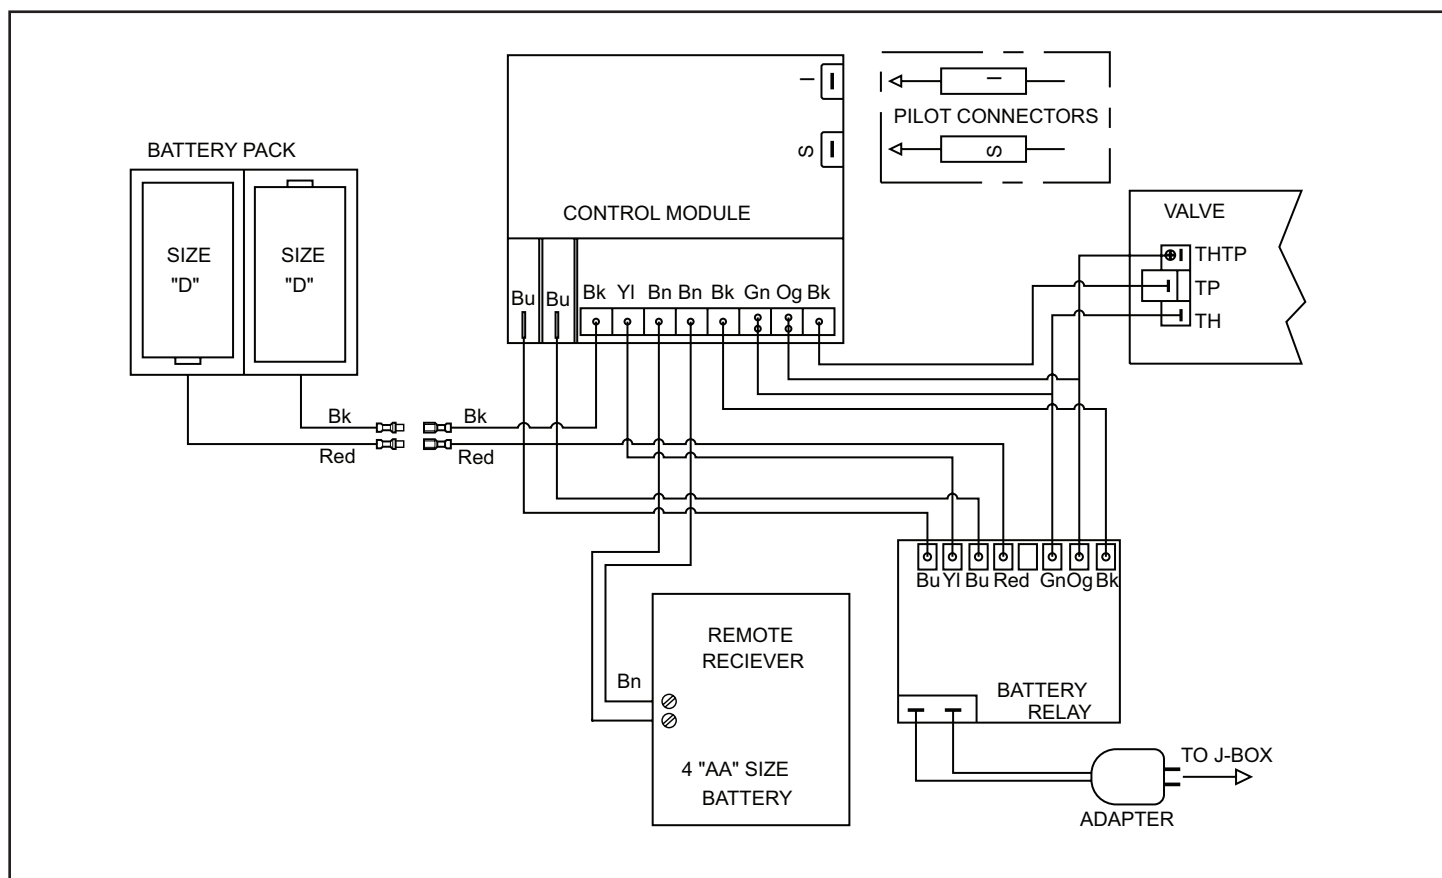 I
I
PILOT CONNECTORS
S
S
BATTERY PACK
SIZE
"D"
SIZE
"D"
CONTROL MODULE
VALVE
THTP
TP
TH
Bu Bu Bk Yl Bn Bn Bk Gn Og Bk
Bk Bk
Red Red
Bu Yl Bu Red Gn Og Bk
REMOTE
RECIEVER
Bn
BATTERY
RELAY
4 "AA" SIZE
BATTERY
TO J-BOX
ADAPTER